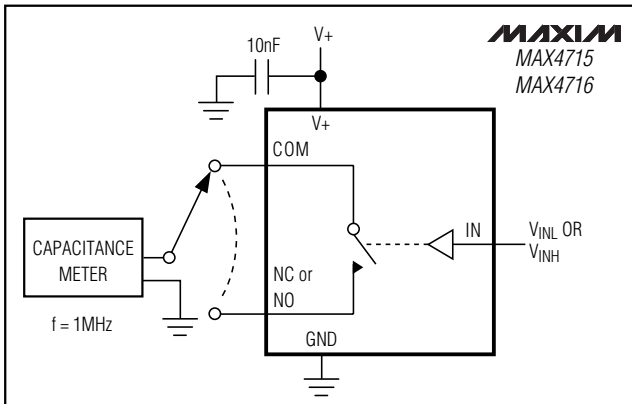 V+
10nF
MAXIM
MAX4715
MAX4716
V+
COM
IN
VINL OR
VINH
CAPACITANCE
METER
NC or
NO
f = 1MHz
GND